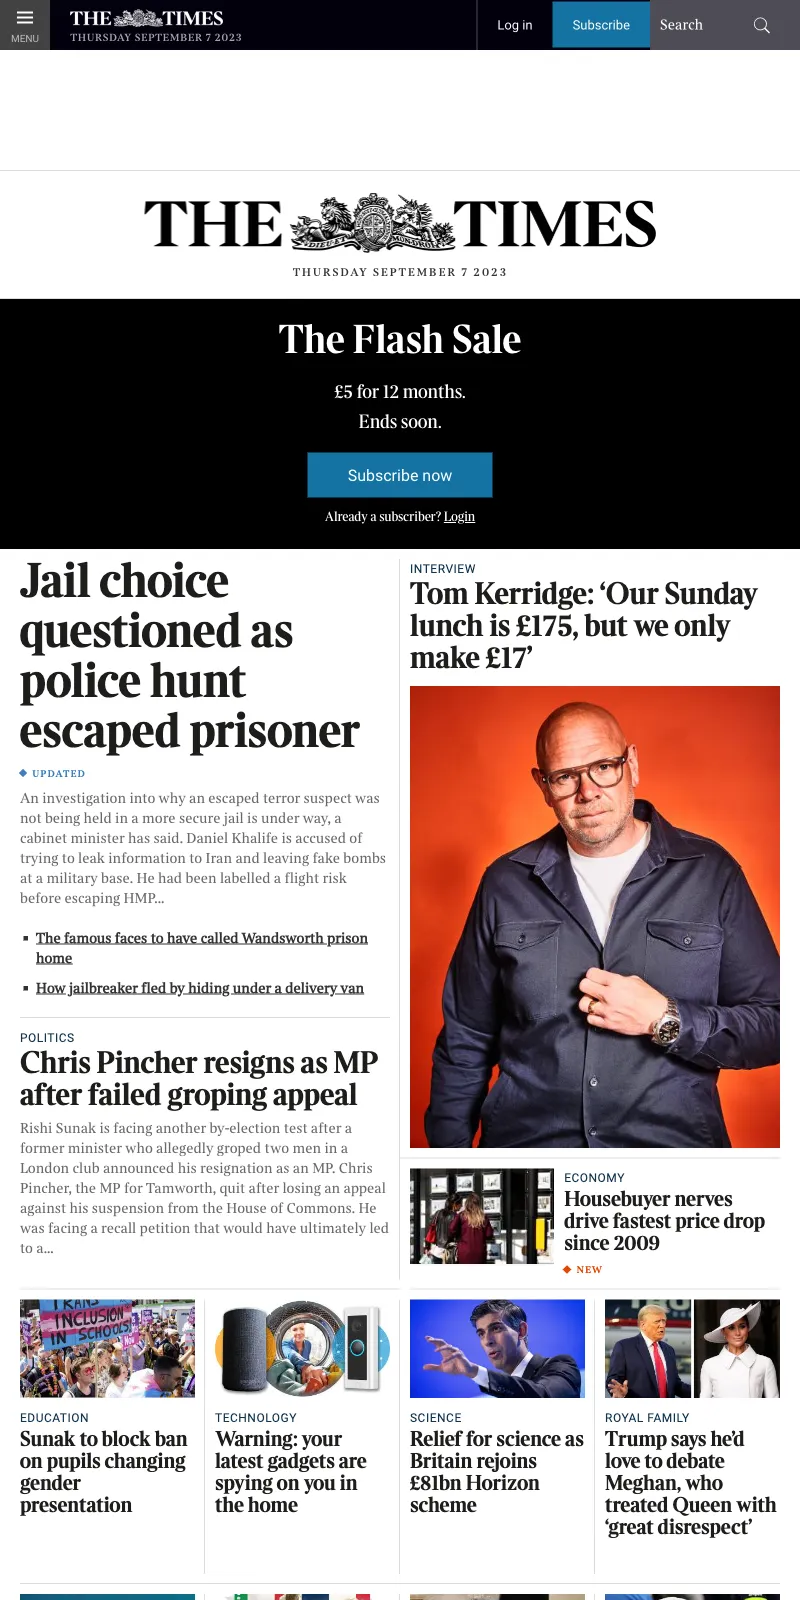 MENU
THE TIMES
THURSDAY SEPTEMBER 7 2023
Log in
Subscribe
Search
THE TIMES
DIEU ET MON DROIT
THURSDAY SEPTEMBER 7 2023
The Flash Sale
£5 for 12 months.
Ends soon.
Subscribe now
Already a subscriber? Login
Jail choice
questioned as
police hunt
escaped prisoner
UPDATED
An investigation into why an escaped terror suspect was
not being held in a more secure jail is under way, a
cabinet minister has said. Daniel Khalife is accused of
trying to leak information to Iran and leaving fake bombs
at a military base. He had been labelled a flight risk
before escaping HMP...
The famous faces to have called Wandsworth prison
home
How jailbreaker fled by hiding under a delivery van
POLITICS
Chris Pincher resigns as MP
after failed groping appeal
Rishi Sunak is facing another by-election test after a
former minister who allegedly groped two men in a
London club announced his resignation as an MP. Chris
Pincher, the MP for Tamworth, quit after losing an appeal
against his suspension from the House of Commons. He
was facing a recall petition that would have ultimately led
to a...
INTERVIEW
Tom Kerridge: ‘Our Sunday
lunch is £175, but we only
make £17’
ECONOMY
Housebuyer nerves
drive fastest price drop
since 2009
NEW
TRANS
INCLUSION
IN SCHOOLS
EDUCATION
Sunak to block ban
on pupils changing
gender
presentation
TECHNOLOGY
Warning: your
latest gadgets are
spying on you in
the home
SCIENCE
Relief for science as
Britain rejoins
£81bn Horizon
scheme
ROYAL FAMILY
Trump says he’d
love to debate
Meghan, who
treated Queen with
‘great disrespect’